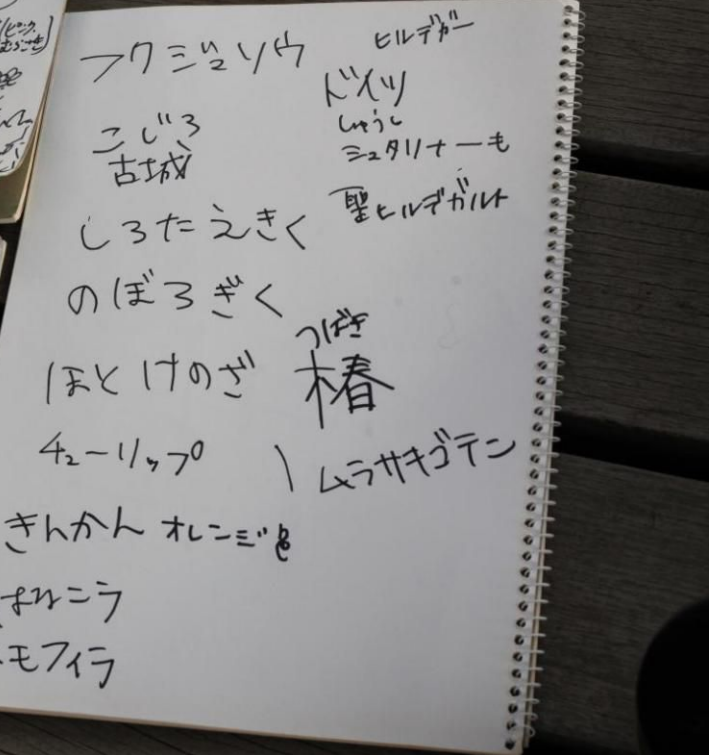 フクジュソウ
こじろ
古城
しろたえきく
のぼろぎく
ほとけのざ
チューリップ
きんかん オレンジ色
はなニラ
モフィラ
ヒルデガー
ドイツ
しゅうし
シュタリナーも
聖ヒルデガルト
つばき
椿
ムラサキゴテン